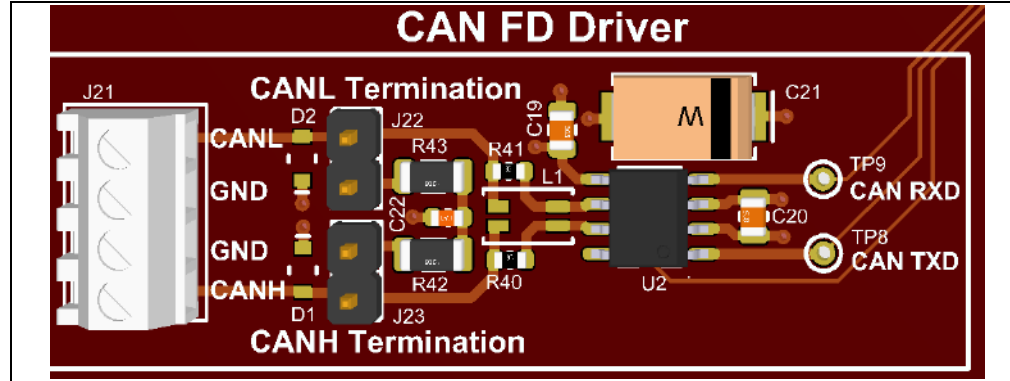 CAN FD Driver
CANL Termination
J21
D2
J22
C19
C21
CANL
R43
R41
TP9
L1
CAN RXD
GND
C22
C20
GND
TP8
CAN TXD
CANH
R42
R40
U2
D1
J23
CANH Termination